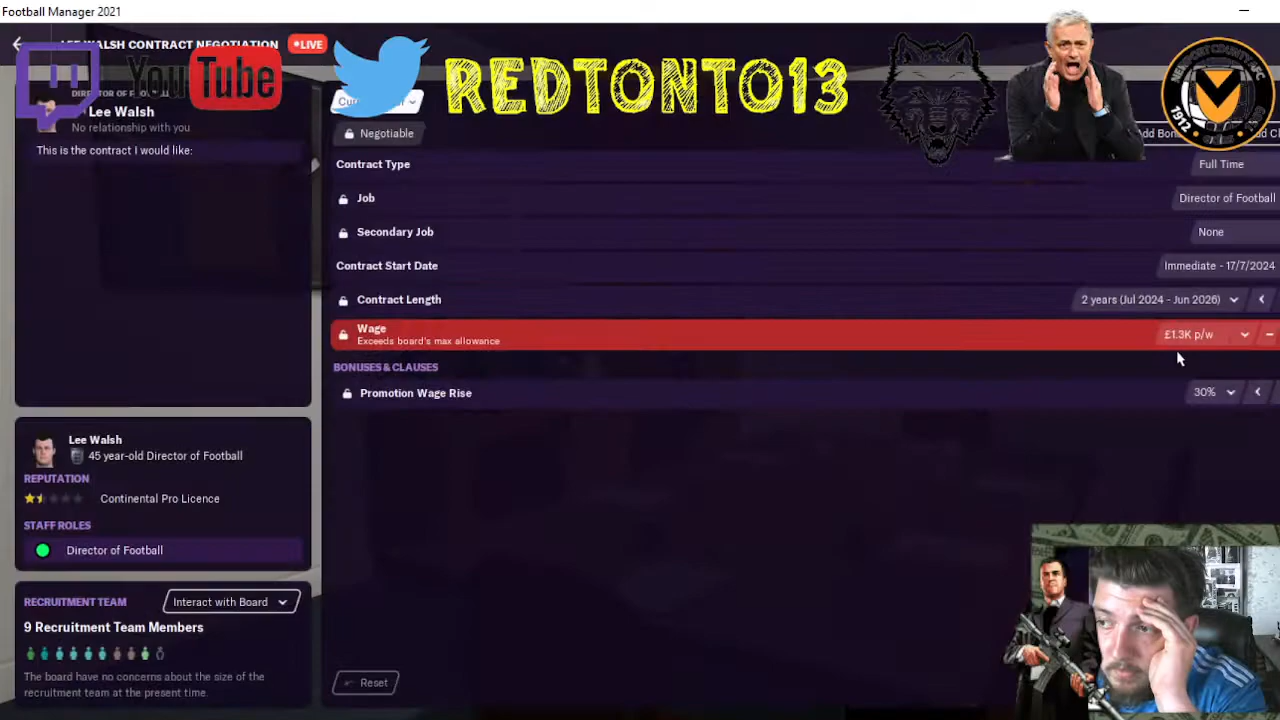 Football Manager 2021
LEE WALSH CONTRACT NEGOTIATION
LIVE
YouTube
REDTONTO13
NEWPORT COUNTY AFC
1912
1989
Lee Walsh
No relationship with you
This is the contract I would like:
Negotiable
Contract Type
Full Time
Job
Director of Football
Secondary Job
None
Contract Start Date
Immediate - 17/7/2024
Contract Length
2 years (Jul 2024 - Jun 2026)
Wage
Exceeds board's max allowance
£1.3K p/w
BONUSES & CLAUSES
Promotion Wage Rise
30%
Lee Walsh
45 year-old Director of Football
REPUTATION
Continental Pro Licence
STAFF ROLES
Director of Football
RECRUITMENT TEAM
Interact with Board
9 Recruitment Team Members
The board have no concerns about the size of the
recruitment team at the present time.
Reset